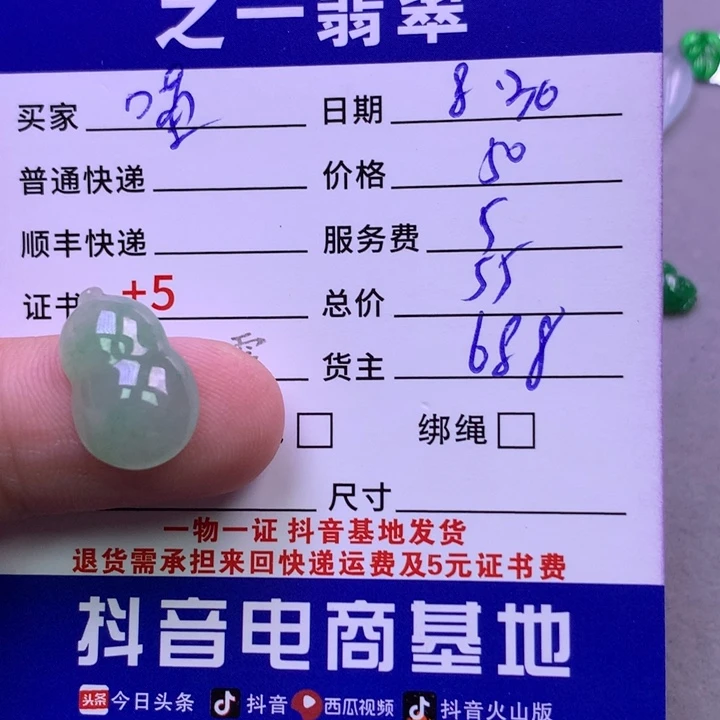 之一翡翠
买家 日期 8.30
普通快递 价格 50
顺丰快递 服务费 5
证书 +5 总价 55
货主 688
绑绳
尺寸
一物一证 抖音基地发货
退货需承担来回快递运费及5元证书费
抖音电商基地
头条 今日头条 抖音 西瓜视频 抖音火山版